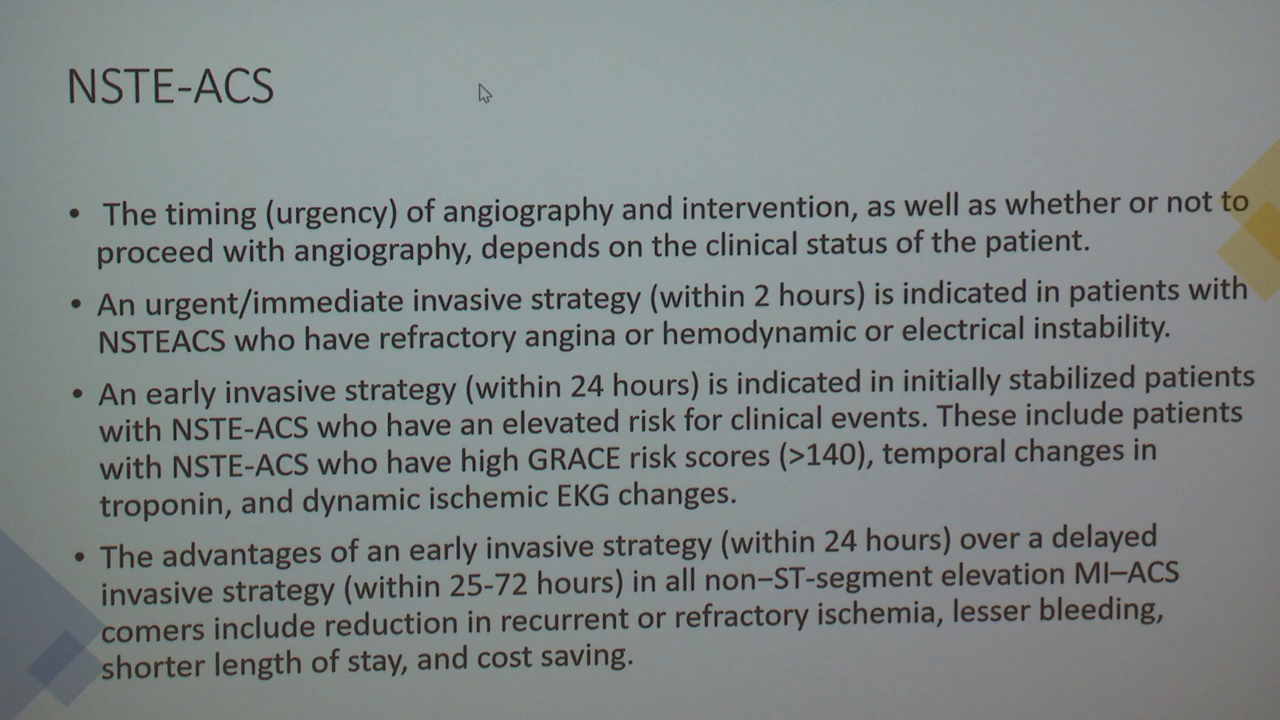 NSTE-ACS
• The timing (urgency) of angiography and intervention, as well as whether or not to
proceed with angiography, depends on the clinical status of the patient.
• An urgent/immediate invasive strategy (within 2 hours) is indicated in patients with
NSTEACS who have refractory angina or hemodynamic or electrical instability.
• An early invasive strategy (within 24 hours) is indicated in initially stabilized patients
with NSTE-ACS who have an elevated risk for clinical events. These include patients
with NSTE-ACS who have high GRACE risk scores (>140), temporal changes in
troponin, and dynamic ischemic EKG changes.
• The advantages of an early invasive strategy (within 24 hours) over a delayed
invasive strategy (within 25-72 hours) in all non–ST-segment elevation MI–ACS
comers include reduction in recurrent or refractory ischemia, lesser bleeding,
shorter length of stay, and cost saving.